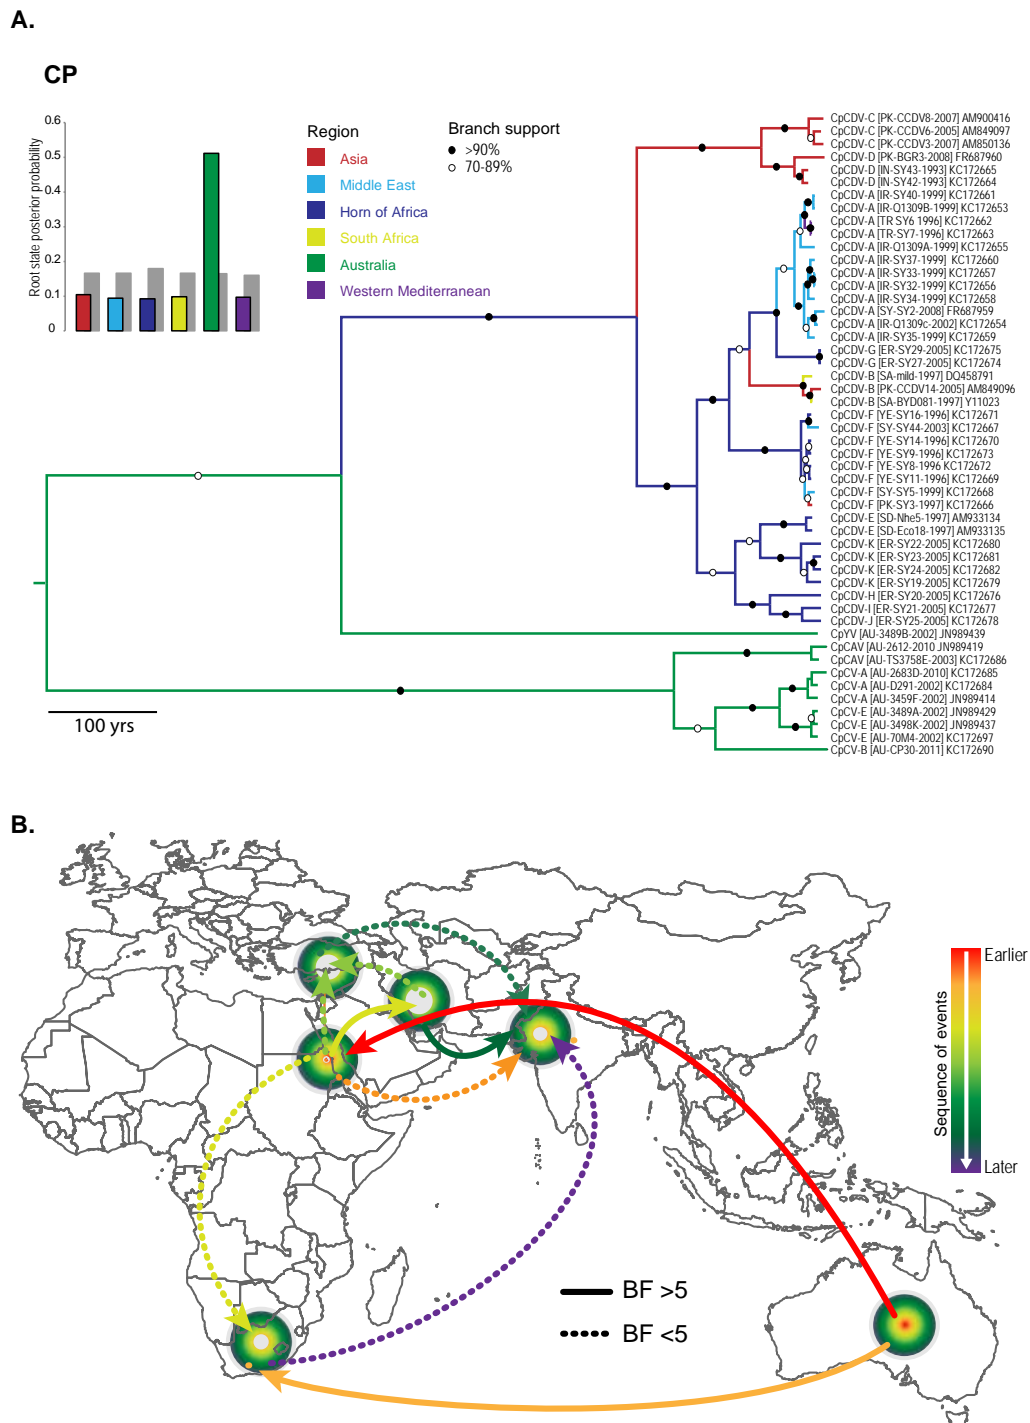 A.
CP
Root state posterior probability
0.6
0.5
0.4
0.3
0.2
0.1
0
Region
Asia
Middle East
Horn of Africa
South Africa
Australia
Western Mediterranean
Branch support
>90%
70-89%
CpCDV-C [PK-CCDV8-2007] AM900416
CpCDV-C [PK-CCDV6-2005] AM849097
CpCDV-C [PK-CCDV3-2007] AM850136
CpCDV-D [PK-BGR3-2008] FR687960
CpCDV-D [IN-SY43-1993] KC172665
CpCDV-D [IN-SY42-1993] KC172664
CpCDV-A [IR-SY40-1999] KC172661
CpCDV-A [IR-Q1309B-1999] KC172653
CpCDV-A [TR SY6 1996] KC172662
CpCDV-A [TR-SY7-1996] KC172663
CpCDV-A [IR-Q1309A-1999] KC172655
CpCDV-A [IR-SY37-1999] KC172660
CpCDV-A [IR-SY33-1999] KC172657
CpCDV-A [IR-SY32-1999] KC172656
CpCDV-A [IR-SY34-1999] KC172658
CpCDV-A [SY-SY2-2008] FR687959
CpCDV-A [IR-Q1309c-2002] KC172654
CpCDV-A [IR-SY35-1999] KC172659
CpCDV-G [ER-SY29-2005] KC172675
CpCDV-G [ER-SY27-2005] KC172674
CpCDV-B [SA-mild-1997] DQ458791
CpCDV-B [PK-CCDV14-2005] AM849096
CpCDV-B [SA-BYD081-1997] Y11023
CpCDV-F [YE-SY16-1996] KC172671
CpCDV-F [SY-SY44-2003] KC172667
CpCDV-F [YE-SY14-1996] KC172670
CpCDV-F [YE-SY9-1996] KC172673
CpCDV-F [YE-SY8-1996 KC172672
CpCDV-F [YE-SY11-1996] KC172669
CpCDV-F [SY-SY5-1999] KC172668
CpCDV-F [PK-SY3-1997] KC172666
CpCDV-E [SD-Nhe5-1997] AM933134
CpCDV-E [SD-Eco18-1997] AM933135
CpCDV-K [ER-SY22-2005] KC172680
CpCDV-K [ER-SY23-2005] KC172681
CpCDV-K [ER-SY24-2005] KC172682
CpCDV-K [ER-SY19-2005] KC172679
CpCDV-H [ER-SY20-2005] KC172676
CpCDV-I [ER-SY21-2005] KC172677
CpCDV-J [ER-SY25-2005] KC172678
CpYV [AU-3489B-2002] JN989439
CpCAV [AU-2612-2010 JN989419
CpCAV [AU-TS3758E-2003] KC172686
CpCV-A [AU-2683D-2010] KC172685
CpCV-A [AU-D291-2002] KC172684
CpCV-A [AU-3459F-2002] JN989414
CpCV-E [AU-3489A-2002] JN989429
CpCV-E [AU-3498K-2002] JN989437
CpCV-E [AU-70M4-2002] KC172697
CpCV-B [AU-CP30-2011] KC172690
100 yrs
B.
Earlier
Sequence of events
Later
BF >5
BF <5